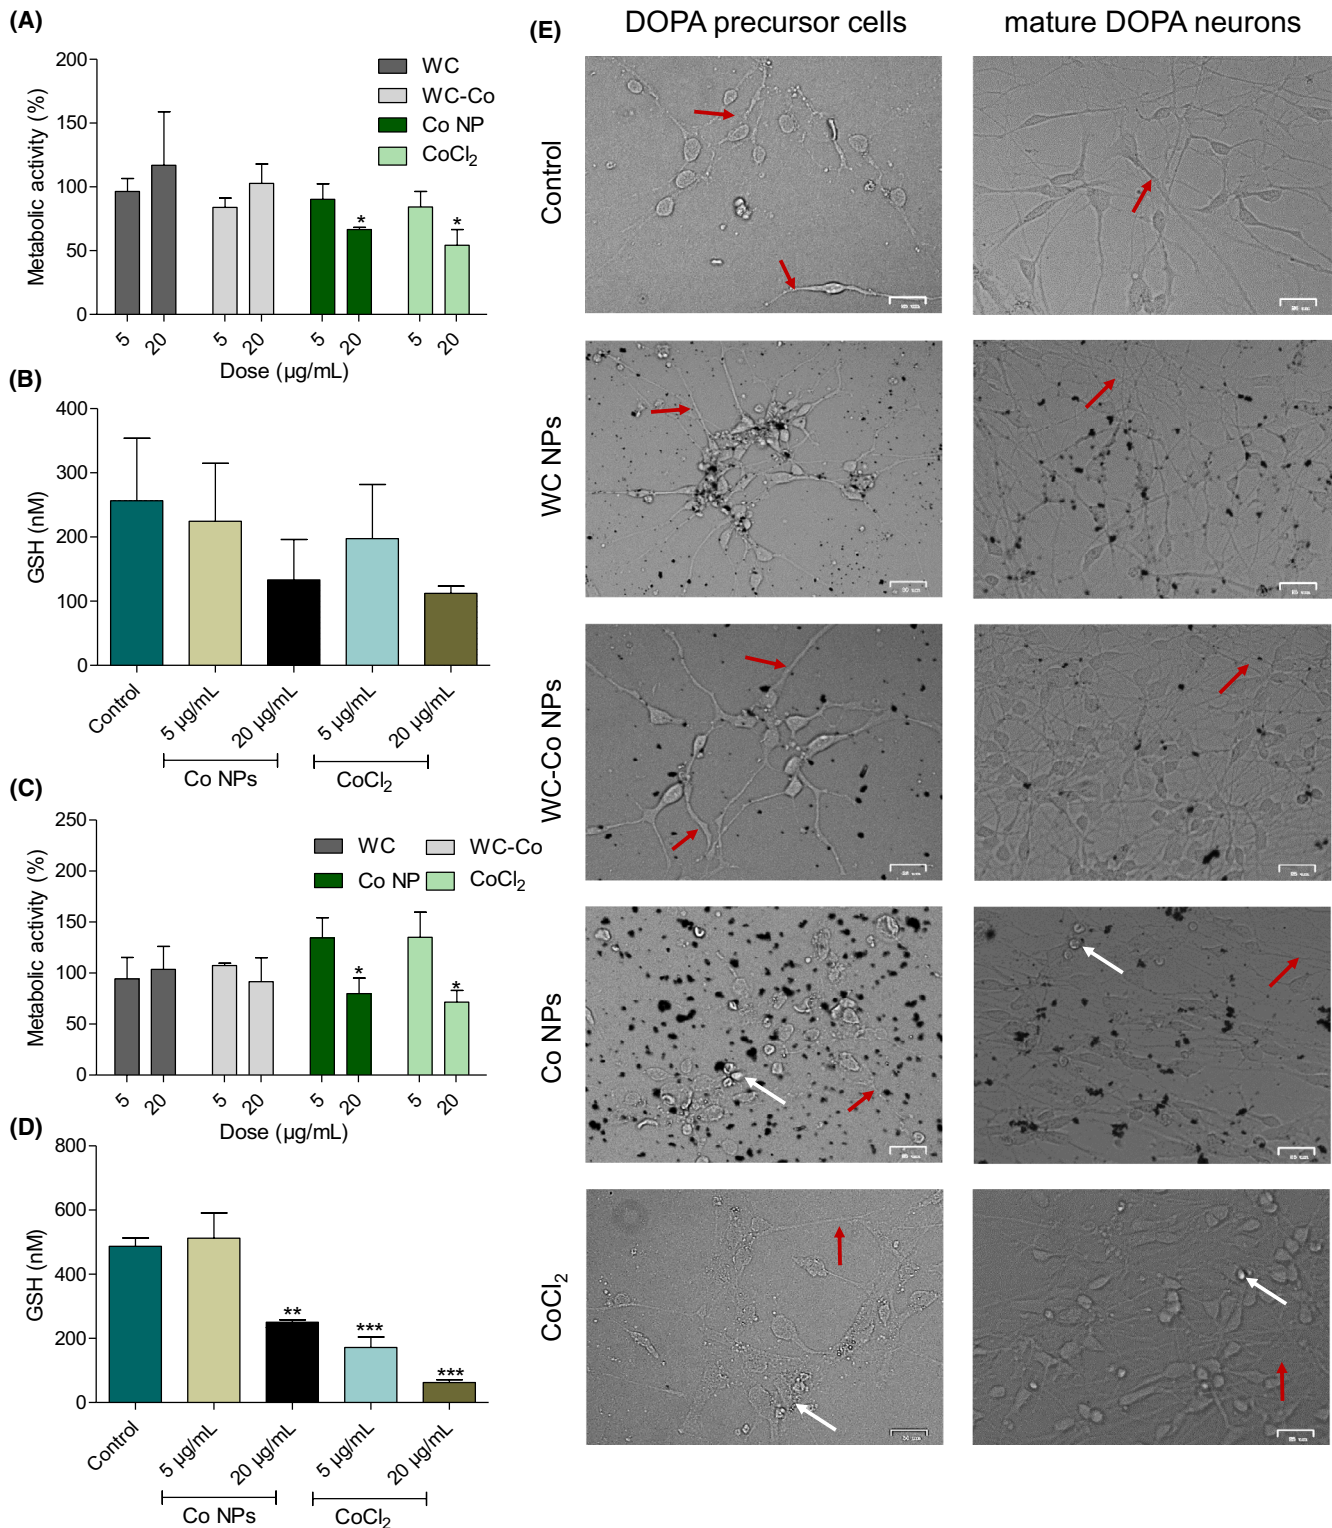 (A)
200
150
100
50
0
Metabolic activity (%)
WC
WC-Co
Co NP
CoCl₂
*
*
5
20
5
20
5
20
5
20
Dose (µg/mL)
(B)
400
300
200
100
0
GSH (nM)
Control
5 µg/mL
20 µg/mL
5 µg/mL
20 µg/mL
Co NPs
CoCl₂
(C)
250
200
150
100
50
0
Metabolic activity (%)
WC
WC-Co
Co NP
CoCl₂
*
*
5
20
5
20
5
20
5
20
Dose (µg/mL)
(D)
800
600
400
200
0
GSH (nM)
**
***
***
Control
5 µg/mL
20 µg/mL
5 µg/mL
20 µg/mL
Co NPs
CoCl₂
(E)
DOPA precursor cells
mature DOPA neurons
Control
WC NPs
WC-Co NPs
Co NPs
CoCl₂